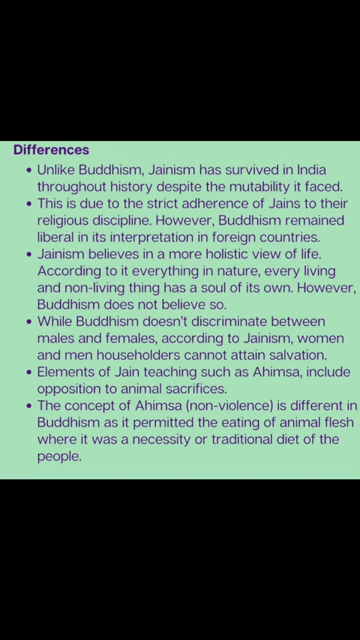 Differences
• Unlike Buddhism, Jainism has survived in India
throughout history despite the mutability it faced.
• This is due to the strict adherence of Jains to their
religious discipline. However, Buddhism remained
liberal in its interpretation in foreign countries.
• Jainism believes in a more holistic view of life.
According to it everything in nature, every living
and non-living thing has a soul of its own. However,
Buddhism does not believe so.
• While Buddhism doesn't discriminate between
males and females, according to Jainism, women
and men householders cannot attain salvation.
• Elements of Jain teaching such as Ahimsa, include
opposition to animal sacrifices.
• The concept of Ahimsa (non-violence) is different in
Buddhism as it permitted the eating of animal flesh
where it was a necessity or traditional diet of the
people.